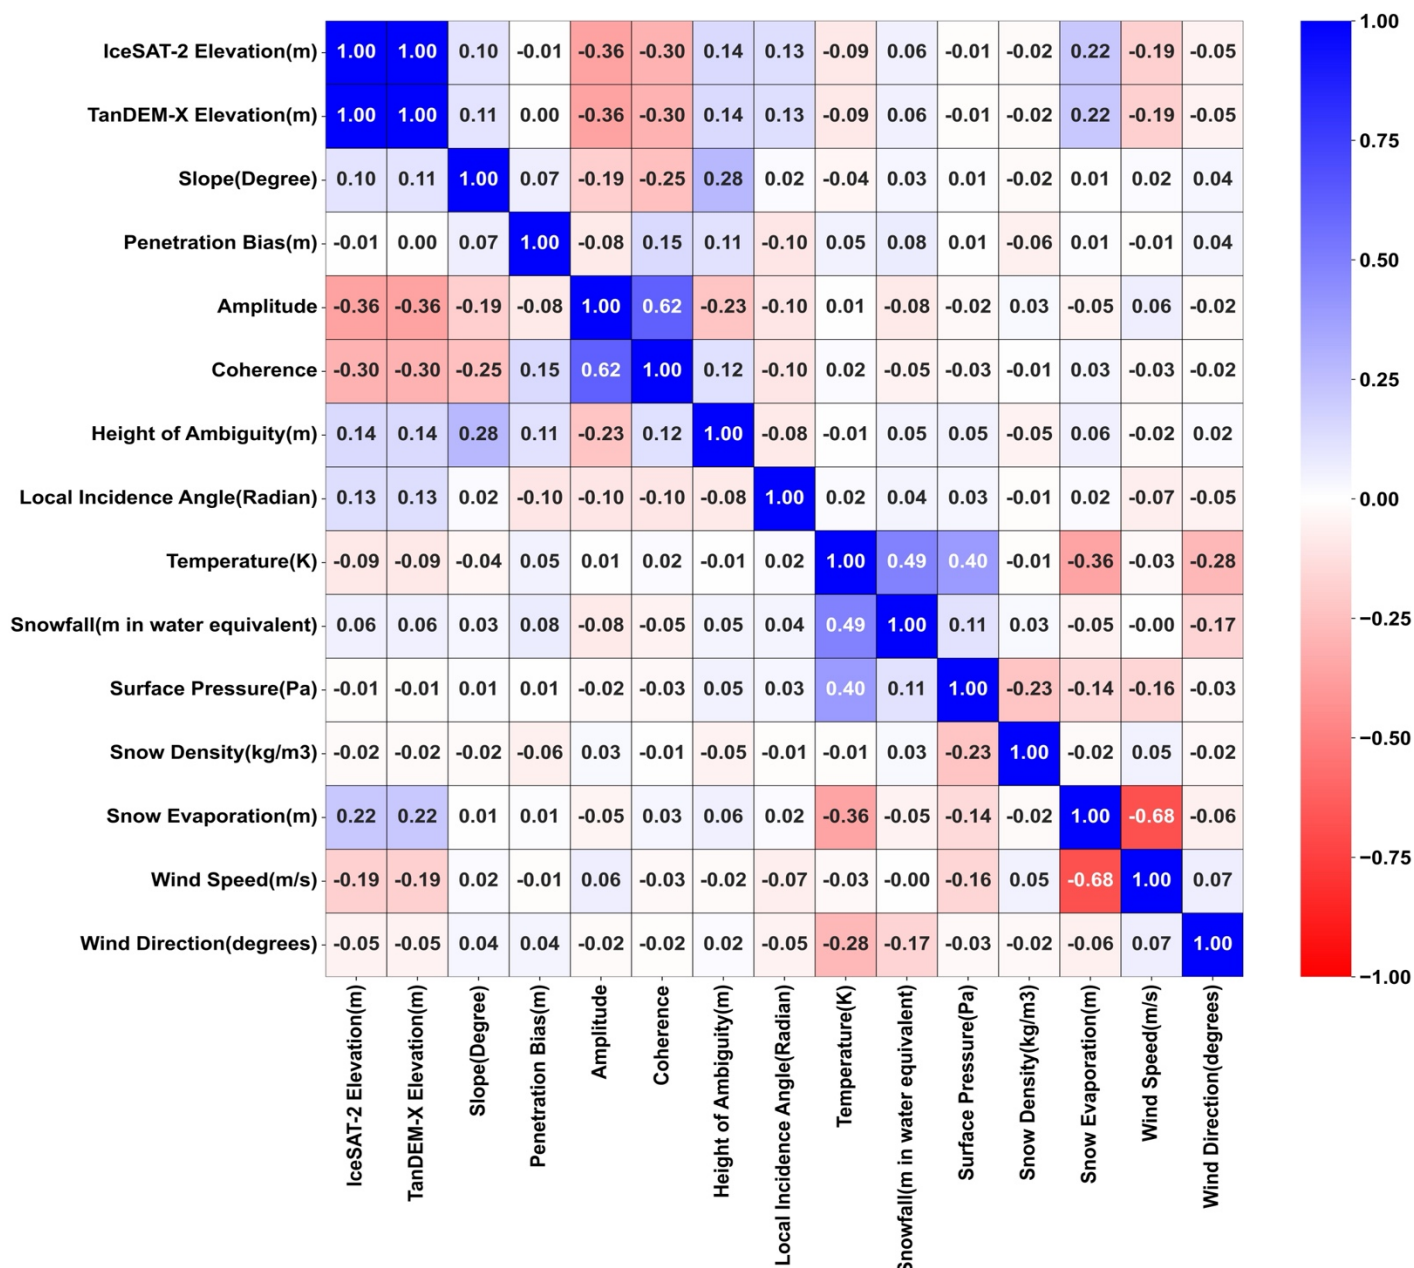 IceSAT-2 Elevation(m) 1.00 1.00 0.10 -0.01 -0.36 -0.30 0.14 0.13 -0.09 0.06 -0.01 -0.02 0.22 -0.19 -0.05
TanDEM-X Elevation(m) 1.00 1.00 0.11 0.00 -0.36 -0.30 0.14 0.13 -0.09 0.06 -0.01 -0.02 0.22 -0.19 -0.05
Slope(Degree) 0.10 0.11 1.00 0.07 -0.19 -0.25 0.28 0.02 -0.04 0.03 0.01 -0.02 0.01 0.02 0.04
Penetration Bias(m) -0.01 0.00 0.07 1.00 -0.08 0.15 0.11 -0.10 0.05 0.08 0.01 -0.06 0.01 -0.01 0.04
Amplitude -0.36 -0.36 -0.19 -0.08 1.00 0.62 -0.23 -0.10 0.01 -0.08 -0.02 0.03 -0.05 0.06 -0.02
Coherence -0.30 -0.30 -0.25 0.15 0.62 1.00 0.12 -0.10 0.02 -0.05 -0.03 -0.01 0.03 -0.03 -0.02
Height of Ambiguity(m) 0.14 0.14 0.28 0.11 -0.23 0.12 1.00 -0.08 -0.01 0.05 0.05 -0.05 0.06 -0.02 0.02
Local Incidence Angle(Radian) 0.13 0.13 0.02 -0.10 -0.10 -0.10 -0.08 1.00 0.02 0.04 0.03 -0.01 0.02 -0.07 -0.05
Temperature(K) -0.09 -0.09 -0.04 0.05 0.01 0.02 -0.01 0.02 1.00 0.49 0.40 -0.01 -0.36 -0.03 -0.28
Snowfall(m in water equivalent) 0.06 0.06 0.03 0.08 -0.08 -0.05 0.05 0.04 0.49 1.00 0.11 0.03 -0.05 -0.00 -0.17
Surface Pressure(Pa) -0.01 -0.01 0.01 0.01 -0.02 -0.03 0.05 0.03 0.40 0.11 1.00 -0.23 -0.14 -0.16 -0.03
Snow Density(kg/m3) -0.02 -0.02 -0.02 -0.06 0.03 -0.01 -0.05 -0.01 -0.01 0.03 -0.23 1.00 -0.02 0.05 -0.02
Snow Evaporation(m) 0.22 0.22 0.01 0.01 -0.05 0.03 0.06 0.02 -0.36 -0.05 -0.14 -0.02 1.00 -0.68 -0.06
Wind Speed(m/s) -0.19 -0.19 0.02 -0.01 0.06 -0.03 -0.02 -0.07 -0.03 -0.00 -0.16 0.05 -0.68 1.00 0.07
Wind Direction(degrees) -0.05 -0.05 0.04 0.04 -0.02 -0.02 0.02 -0.05 -0.28 -0.17 -0.03 -0.02 -0.06 0.07 1.00
IceSAT-2 Elevation(m)
TanDEM-X Elevation(m)
Slope(Degree)
Penetration Bias(m)
Amplitude
Coherence
Height of Ambiguity(m)
Local Incidence Angle(Radian)
Temperature(K)
Snowfall(m in water equivalent)
Surface Pressure(Pa)
Snow Density(kg/m3)
Snow Evaporation(m)
Wind Speed(m/s)
Wind Direction(degrees)
1.00
0.75
0.50
0.25
0.00
−0.25
−0.50
−0.75
−1.00